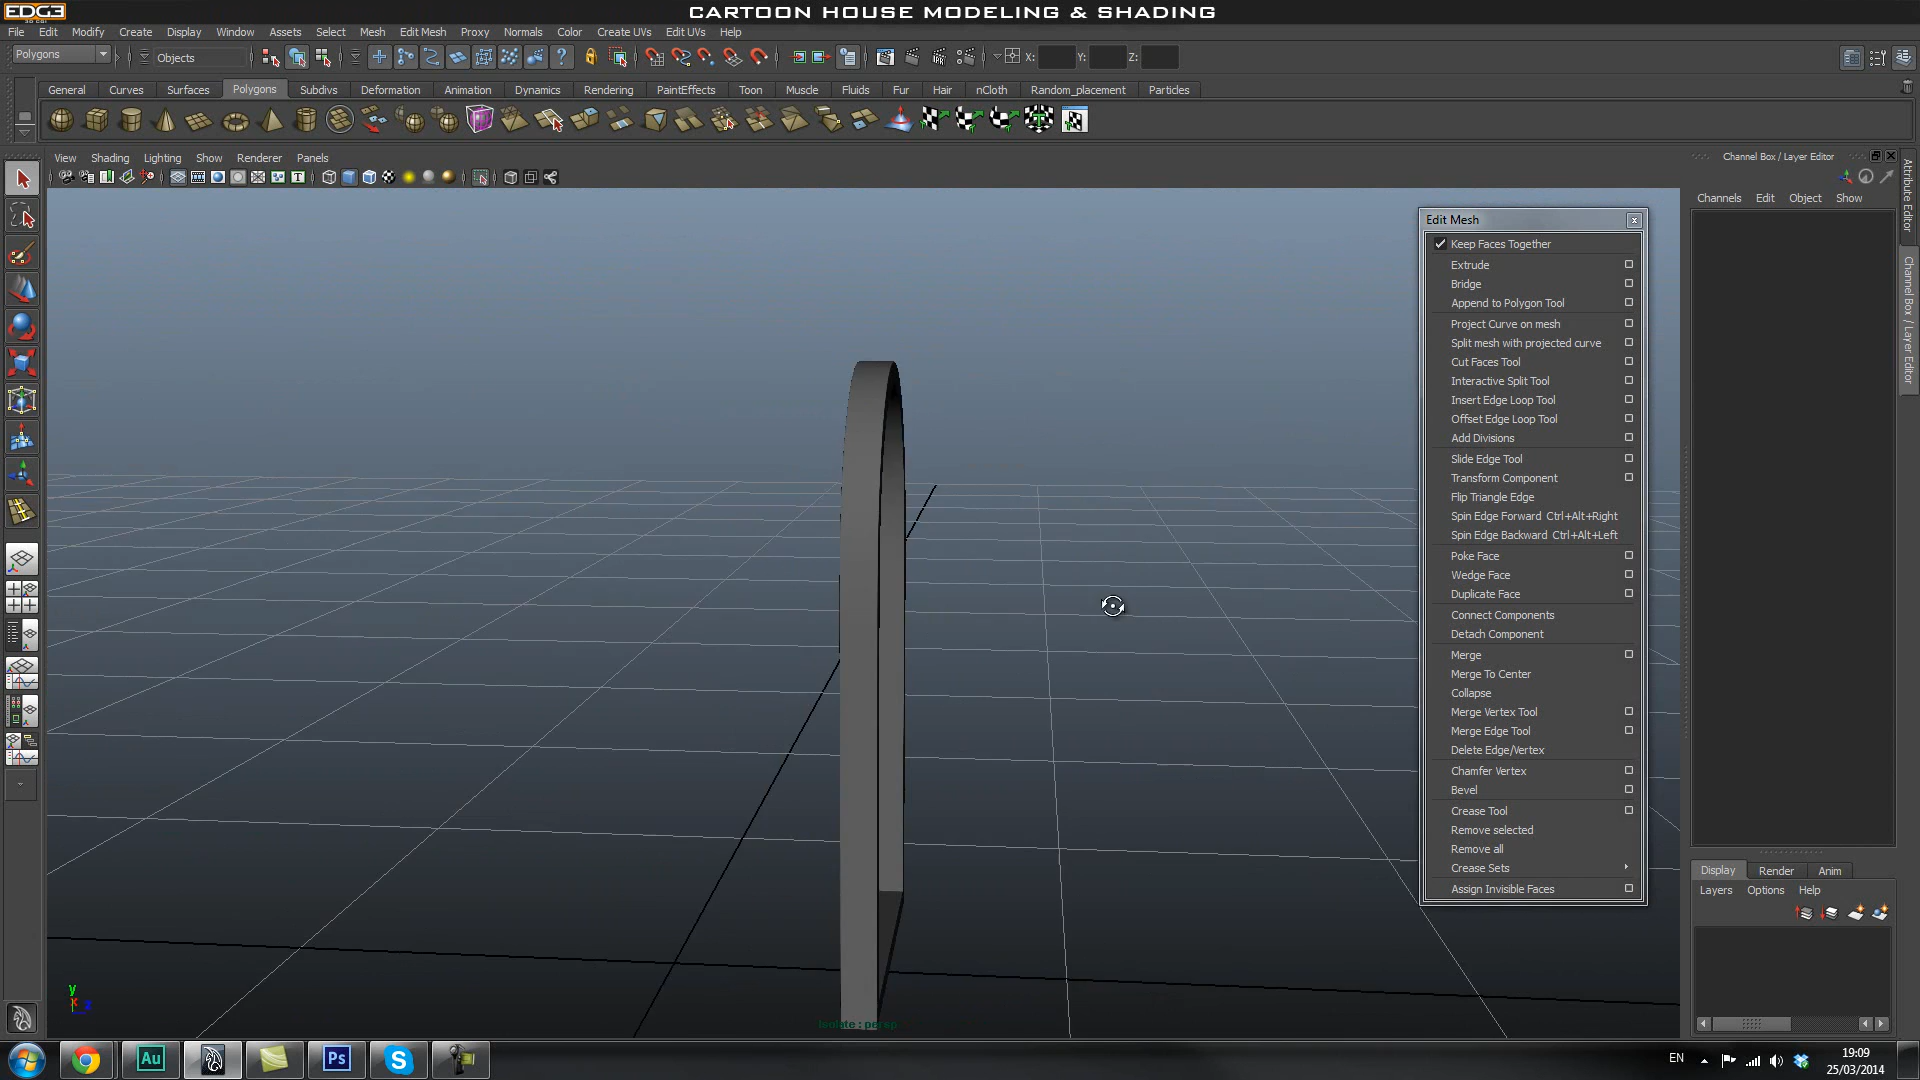 EDG3
3D CGI
CARTOON HOUSE MODELING & SHADING
File Edit Modify Create Display Window Assets Select Mesh Edit Mesh Proxy Normals Color Create UVs Edit UVs Help
Polygons Objects X: Y: Z:
General Curves Surfaces Polygons Subdivs Deformation Animation Dynamics Rendering PaintEffects Toon Muscle Fluids Fur Hair nCloth Random_placement Particles
View Shading Lighting Show Renderer Panels
Channel Box / Layer Editor
Channels Edit Object Show
Attribute Editor
Channel Box / Layer Editor
Edit Mesh
Keep Faces Together
Extrude
Bridge
Append to Polygon Tool
Project Curve on mesh
Split mesh with projected curve
Cut Faces Tool
Interactive Split Tool
Insert Edge Loop Tool
Offset Edge Loop Tool
Add Divisions
Slide Edge Tool
Transform Component
Flip Triangle Edge
Spin Edge Forward Ctrl+Alt+Right
Spin Edge Backward Ctrl+Alt+Left
Poke Face
Wedge Face
Duplicate Face
Connect Components
Detach Component
Merge
Merge To Center
Collapse
Merge Vertex Tool
Merge Edge Tool
Delete Edge/Vertex
Chamfer Vertex
Bevel
Crease Tool
Remove selected
Remove all
Crease Sets
Assign Invisible Faces
Display Render Anim
Layers Options Help
y
x z
Isolate : persp
Au
Ps
EN
19:09
25/03/2014